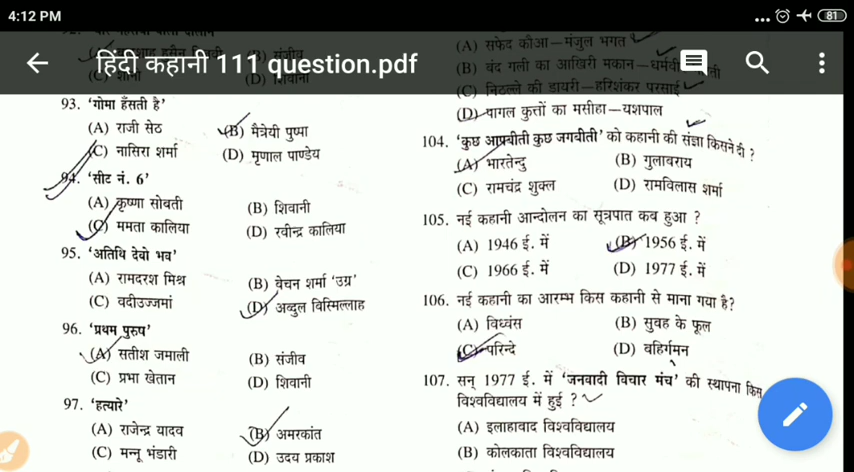 4:12 PM
81
हिंदी कहानी 111 question.pdf
(B) संजीव
(D) शिवानी
93. ‘गोमा हँसती है’
(A) राजी सेठ
(B) मैत्रेयी पुष्पा
(C) नासिरा शर्मा
(D) मृणाल पाण्डेय
94. ‘सीट नं. 6’
(A) कृष्णा सोबती
(B) शिवानी
(C) ममता कालिया
(D) रवीन्द्र कालिया
95. ‘अतिथि देवो भव’
(A) रामदरश मिश्र
(B) वेचन शर्मा ‘उग्र’
(C) वदीउज्जमां
(D) अब्दुल विस्मिल्लाह
96. ‘प्रथम पुरुष’
(A) सतीश जमाली
(B) संजीव
(C) प्रभा खेतान
(D) शिवानी
97. ‘हत्यारे’
(A) राजेन्द्र यादव
(B) अमरकांत
(C) मन्नू भंडारी
(D) उदय प्रकाश
(A) सफेद कौआ—मंजुल भगत
(B) वंद गली का आखिरी मकान—धर्मवी
(C) निठल्ले की डायरी—हरिशंकर परसाई
(D) पागल कुत्तों का मसीहा—यशपाल
104. ‘कुछ आपबीती कुछ जगबीती’ को कहानी की संज्ञा किसने दी ?
(A) भारतेन्दु
(B) गुलाबराय
(C) रामचंद्र शुक्ल
(D) रामविलास शर्मा
105. नई कहानी आन्दोलन का सूत्रपात कब हुआ ?
(A) 1946 ई. में
(B) 1956 ई. में
(C) 1966 ई. में
(D) 1977 ई. में
106. नई कहानी का आरम्भ किस कहानी से माना गया है?
(A) विध्वंस
(B) सुवह के फूल
(C) परिन्दे
(D) वहिर्गमन
107. सन् 1977 ई. में ‘जनवादी विचार मंच’ की स्थापना किस
विश्वविद्यालय में हुई ?
(A) इलाहावाद विश्वविद्यालय
(B) कोलकाता विश्वविद्यालय